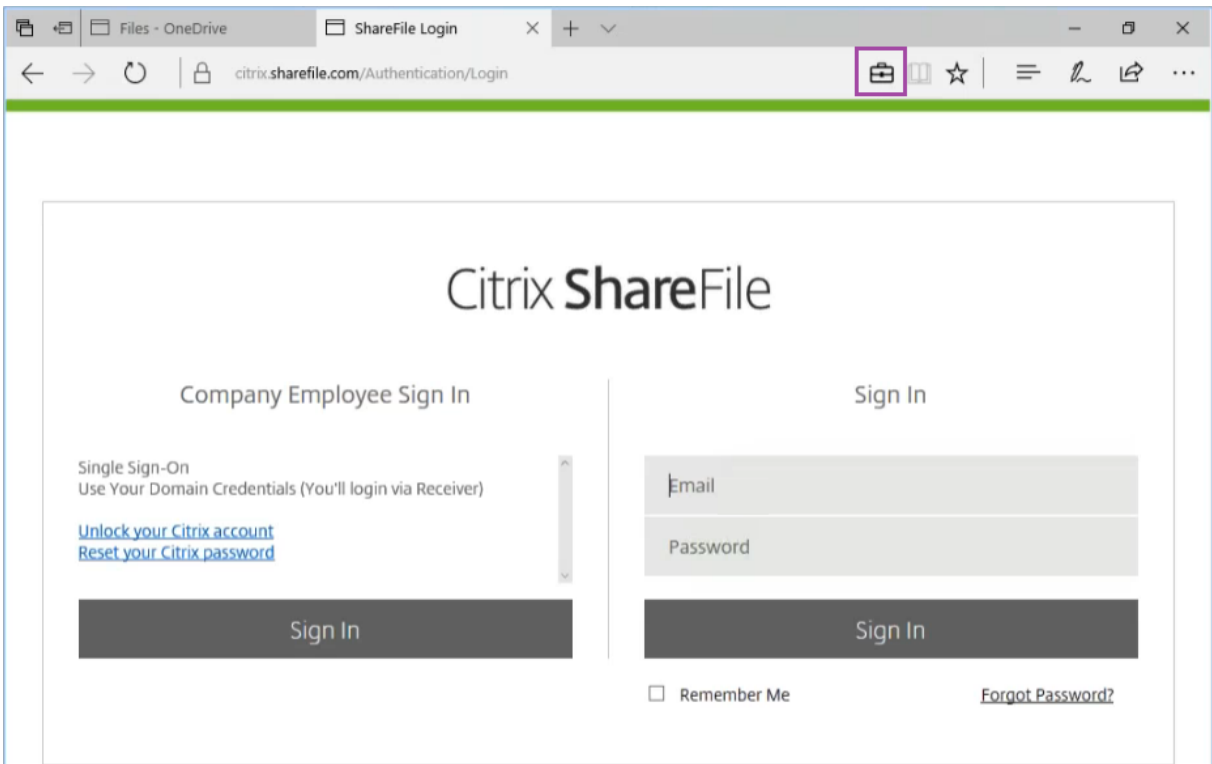 Files - OneDrive
ShareFile Login
citrix.sharefile.com/Authentication/Login
Citrix ShareFile
Company Employee Sign In
Single Sign-On
Use Your Domain Credentials (You'll login via Receiver)
Unlock your Citrix account
Reset your Citrix password
Sign In
Sign In
Email
Password
Sign In
Remember Me
Forgot Password?